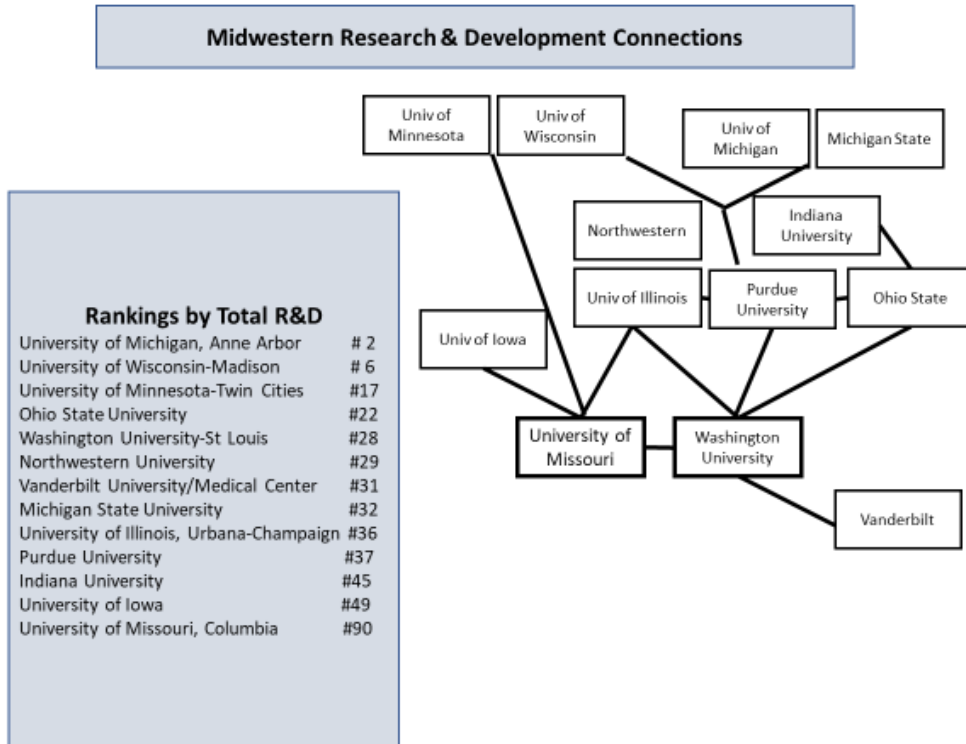 Midwestern Research & Development Connections
Univ of
Minnesota
Univ of
Wisconsin
Univ of
Michigan
Michigan State
Northwestern
Indiana
University
Univ of Illinois
Purdue
University
Ohio State
Univ of Iowa
University of
Missouri
Washington
University
Vanderbilt
Rankings by Total R&D
University of Michigan, Anne Arbor # 2
University of Wisconsin-Madison # 6
University of Minnesota-Twin Cities #17
Ohio State University #22
Washington University-St Louis #28
Northwestern University #29
Vanderbilt University/Medical Center #31
Michigan State University #32
University of Illinois, Urbana-Champaign #36
Purdue University #37
Indiana University #45
University of Iowa #49
University of Missouri, Columbia #90